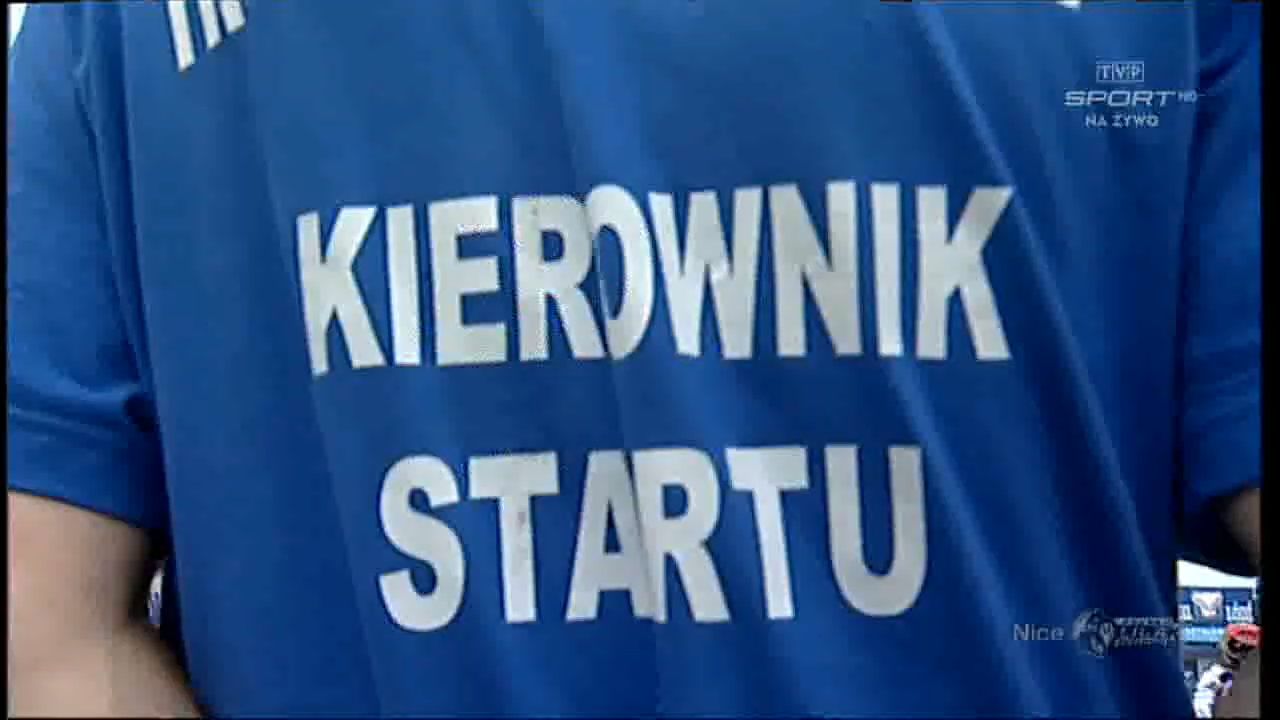 TVP
SPORT HD
NA ŻYWO
KIEROWNIK
STARTU
Nice